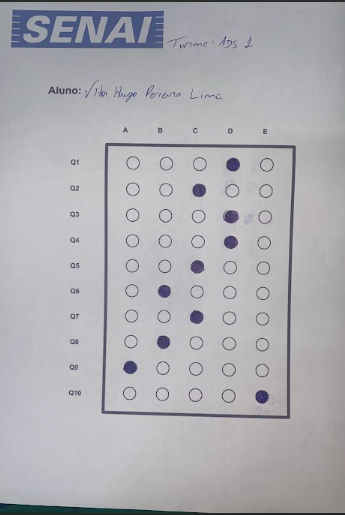 SENAI
Turma: ADS 1
Aluno: Vitor Hugo Pereira Lima
A B C D E
Q1
Q2
Q3
Q4
Q5
Q6
Q7
Q8
Q9
Q10